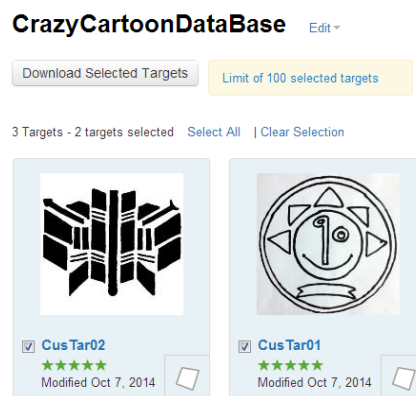 CrazyCartoonDataBase Edit
Download Selected Targets Limit of 100 selected targets
3 Targets - 2 targets selected Select All | Clear Selection
CusTar02 CusTar01
Modified Oct 7, 2014 Modified Oct 7, 2014